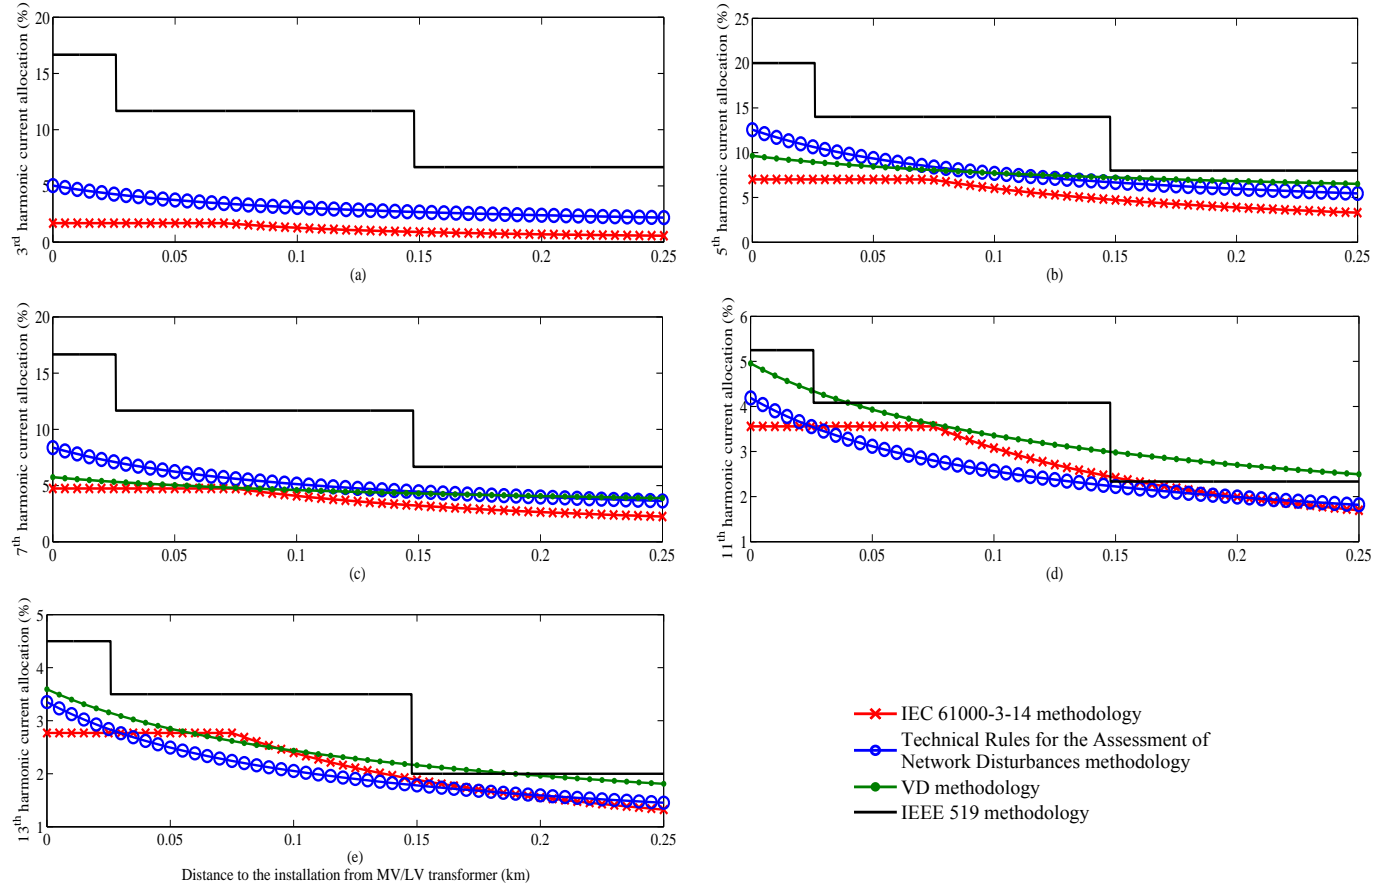 20
15
10
5
0
3rd harmonic current allocation (%)
0 0.05 0.1 0.15 0.2 0.25
(a)
25
20
15
10
5
0
5th harmonic current allocation (%)
0 0.05 0.1 0.15 0.2 0.25
(b)
20
15
10
5
0
7th harmonic current allocation (%)
0 0.05 0.1 0.15 0.2 0.25
(c)
6
5
4
3
2
1
11th harmonic current allocation (%)
0 0.05 0.1 0.15 0.2 0.25
(d)
5
4
3
2
1
13th harmonic current allocation (%)
0 0.05 0.1 0.15 0.2 0.25
(e)
Distance to the installation from MV/LV transformer (km)
IEC 61000-3-14 methodology
Technical Rules for the Assessment of
Network Disturbances methodology
VD methodology
IEEE 519 methodology